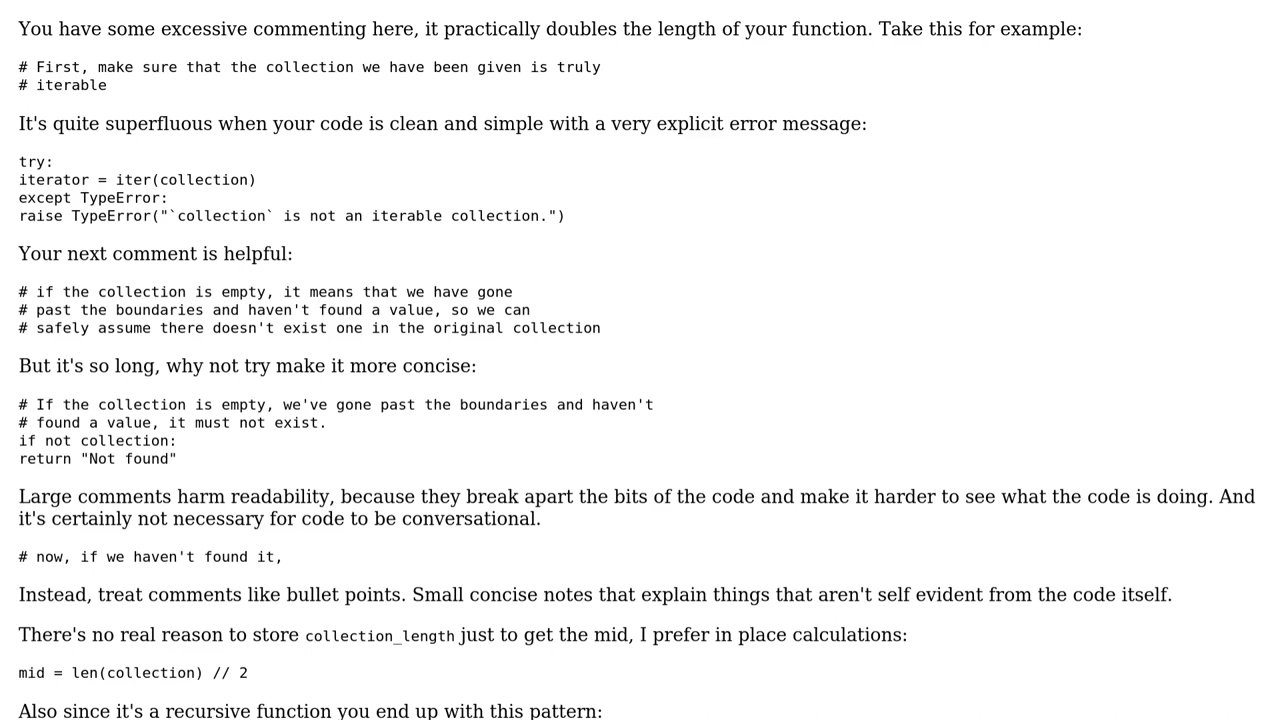 You have some excessive commenting here, it practically doubles the length of your function. Take this for example:
# First, make sure that the collection we have been given is truly
# iterable
It's quite superfluous when your code is clean and simple with a very explicit error message:
try:
iterator = iter(collection)
except TypeError:
raise TypeError("`collection` is not an iterable collection.")
Your next comment is helpful:
# if the collection is empty, it means that we have gone
# past the boundaries and haven't found a value, so we can
# safely assume there doesn't exist one in the original collection
But it's so long, why not try make it more concise:
# If the collection is empty, we've gone past the boundaries and haven't
# found a value, it must not exist.
if not collection:
return "Not found"
Large comments harm readability, because they break apart the bits of the code and make it harder to see what the code is doing. And
it's certainly not necessary for code to be conversational.
# now, if we haven't found it,
Instead, treat comments like bullet points. Small concise notes that explain things that aren't self evident from the code itself.
There's no real reason to store collection_length just to get the mid, I prefer in place calculations:
mid = len(collection) // 2
Also since it's a recursive function you end up with this pattern: